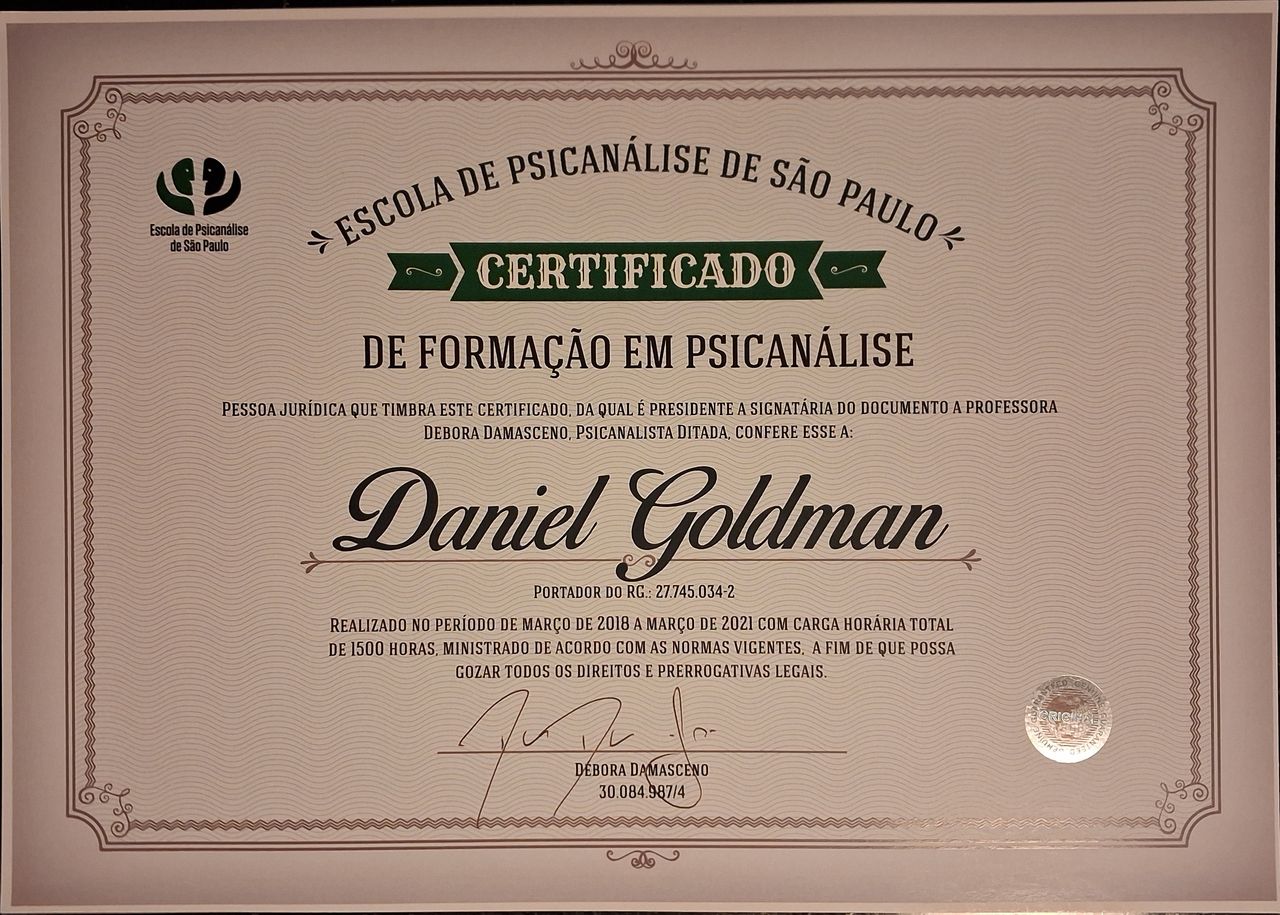 Escola de Psicanálise
de São Paulo
ESCOLA DE PSICANÁLISE DE SÃO PAULO
CERTIFICADO
DE FORMAÇÃO EM PSICANÁLISE
PESSOA JURÍDICA QUE TIMBRA ESTE CERTIFICADO, DA QUAL É PRESIDENTE A SIGNATÁRIA DO DOCUMENTO A PROFESSORA
DEBORA DAMASCENO, PSICANALISTA DITADA, CONFERE ESSE A:
Daniel Goldman
PORTADOR DO RG.: 27.745.034-2
REALIZADO NO PERÍODO DE MARÇO DE 2018 A MARÇO DE 2021 COM CARGA HORÁRIA TOTAL
DE 1500 HORAS, MINISTRADO DE ACORDO COM AS NORMAS VIGENTES, A FIM DE QUE POSSA
GOZAR TODOS OS DIREITOS E PRERROGATIVAS LEGAIS.
DÉBORA DAMASCENO
30.084.987/4
ORIGINAL